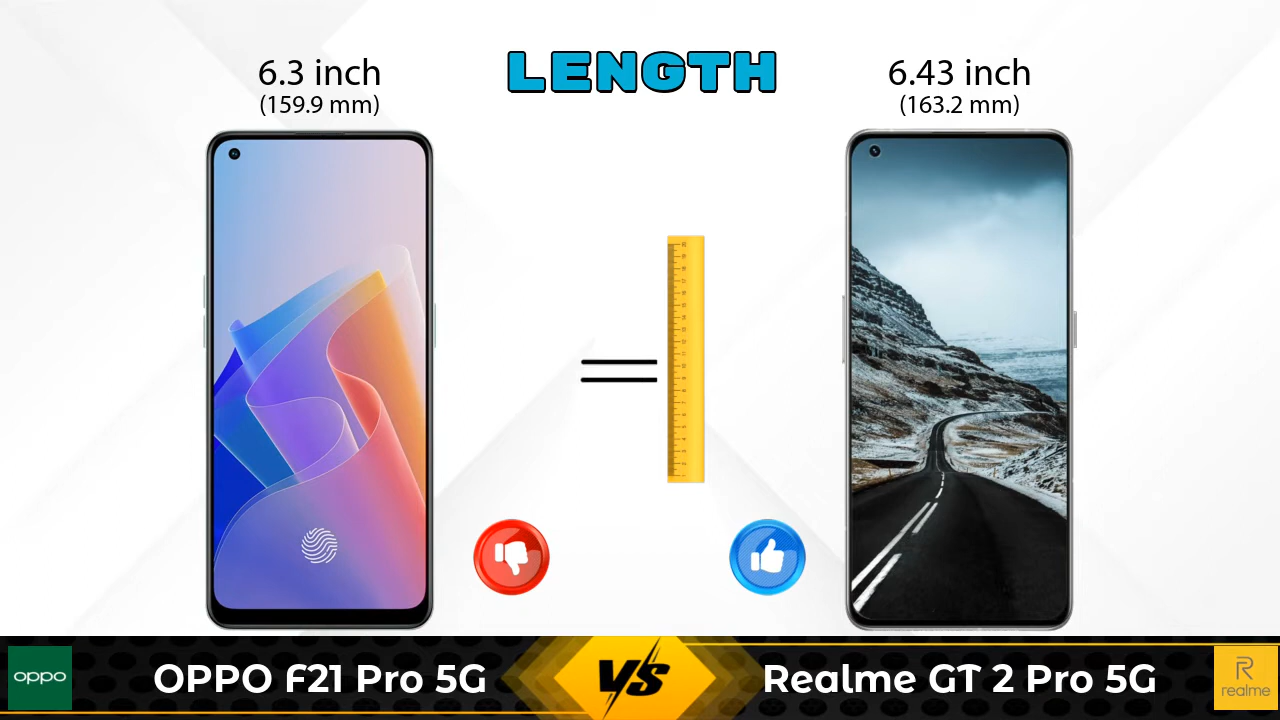 LENGTH
6.3 inch
(159.9 mm)
6.43 inch
(163.2 mm)
oppo
OPPO F21 Pro 5G
VS
Realme GT 2 Pro 5G
R
realme